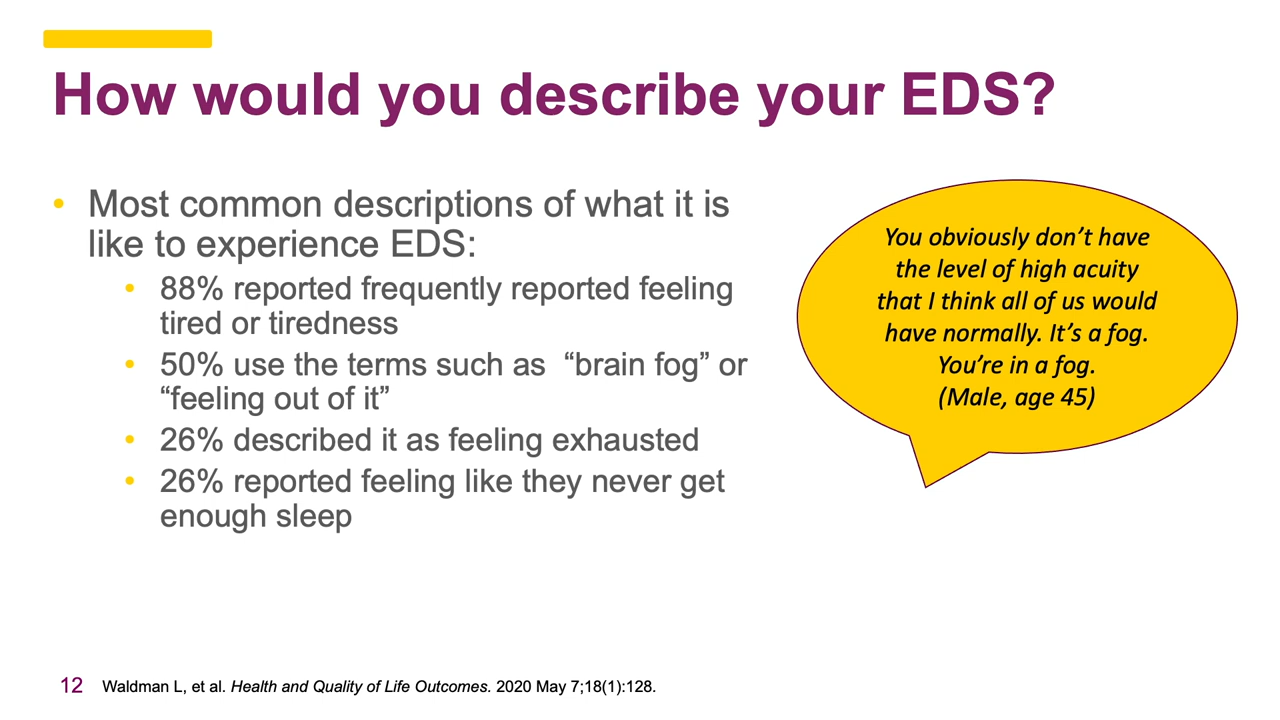 How would you describe your EDS?
• Most common descriptions of what it is
like to experience EDS:
• 88% reported frequently reported feeling
tired or tiredness
• 50% use the terms such as  “brain fog” or
“feeling out of it”
• 26% described it as feeling exhausted
• 26% reported feeling like they never get
enough sleep
You obviously don’t have
the level of high acuity
that I think all of us would
have normally. It’s a fog.
You’re in a fog.
(Male, age 45)
12 Waldman L, et al. Health and Quality of Life Outcomes. 2020 May 7;18(1):128.